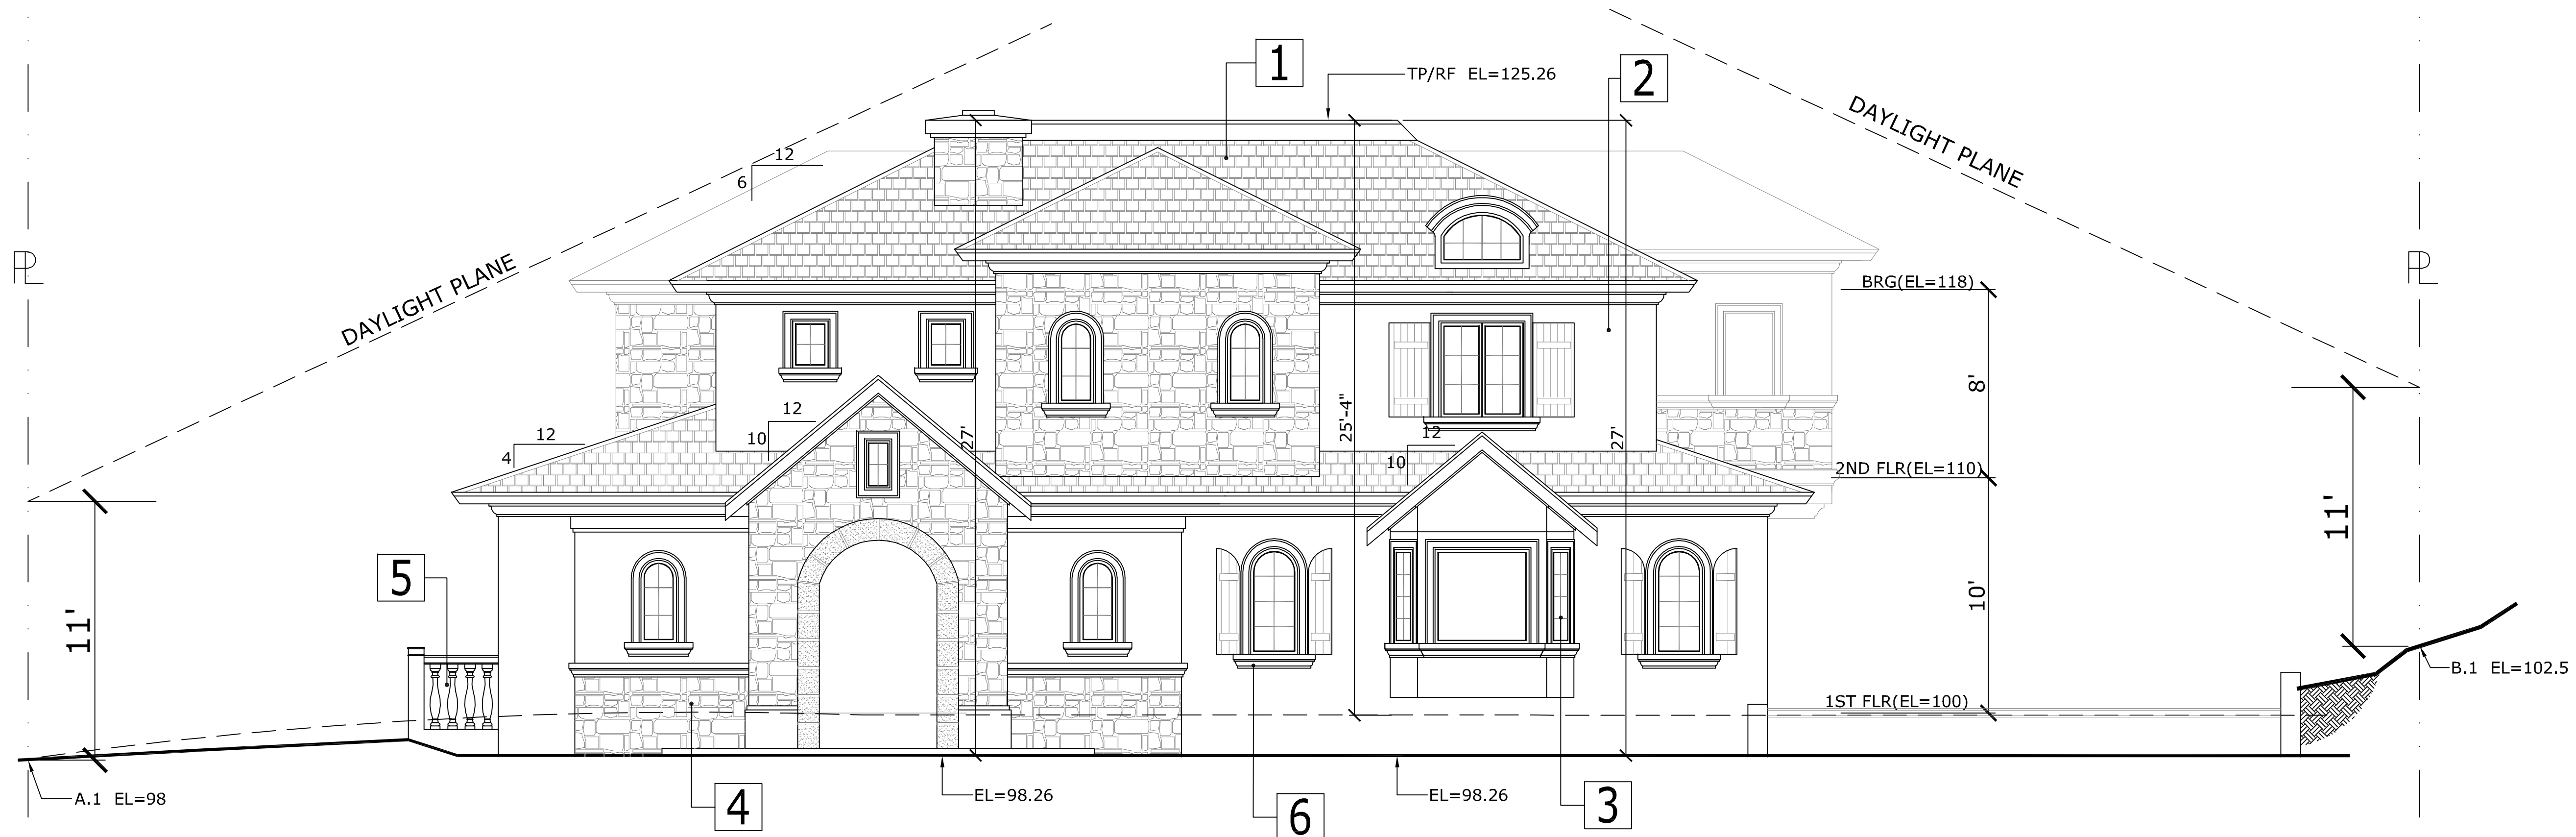 1
TP/RF EL=125.26
2
DAYLIGHT PLANE
12
6
PL
DAYLIGHT PLANE
PL
BRG(EL=118)
8'
25'-4"
27'
27'
12
10
12
4
12
10
2ND FLR(EL=110)
11'
11'
5
10'
1ST FLR(EL=100)
B.1 EL=102.5
A.1 EL=98
4
EL=98.26
6
EL=98.26
3